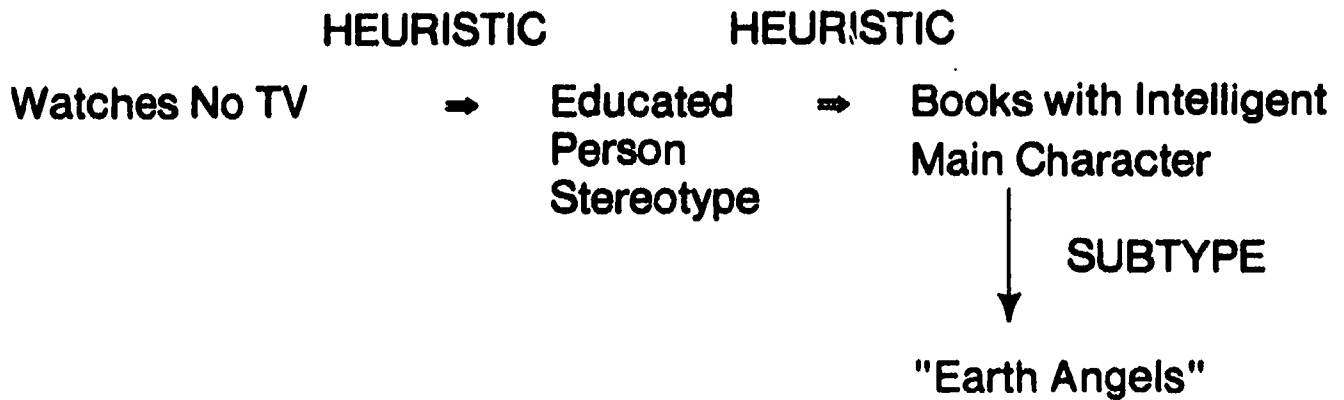 HEURISTIC HEURISTIC
Watches No TV ⇒ Educated ⇒ Books with Intelligent
Person Main Character
Stereotype
SUBTYPE
"Earth Angels"